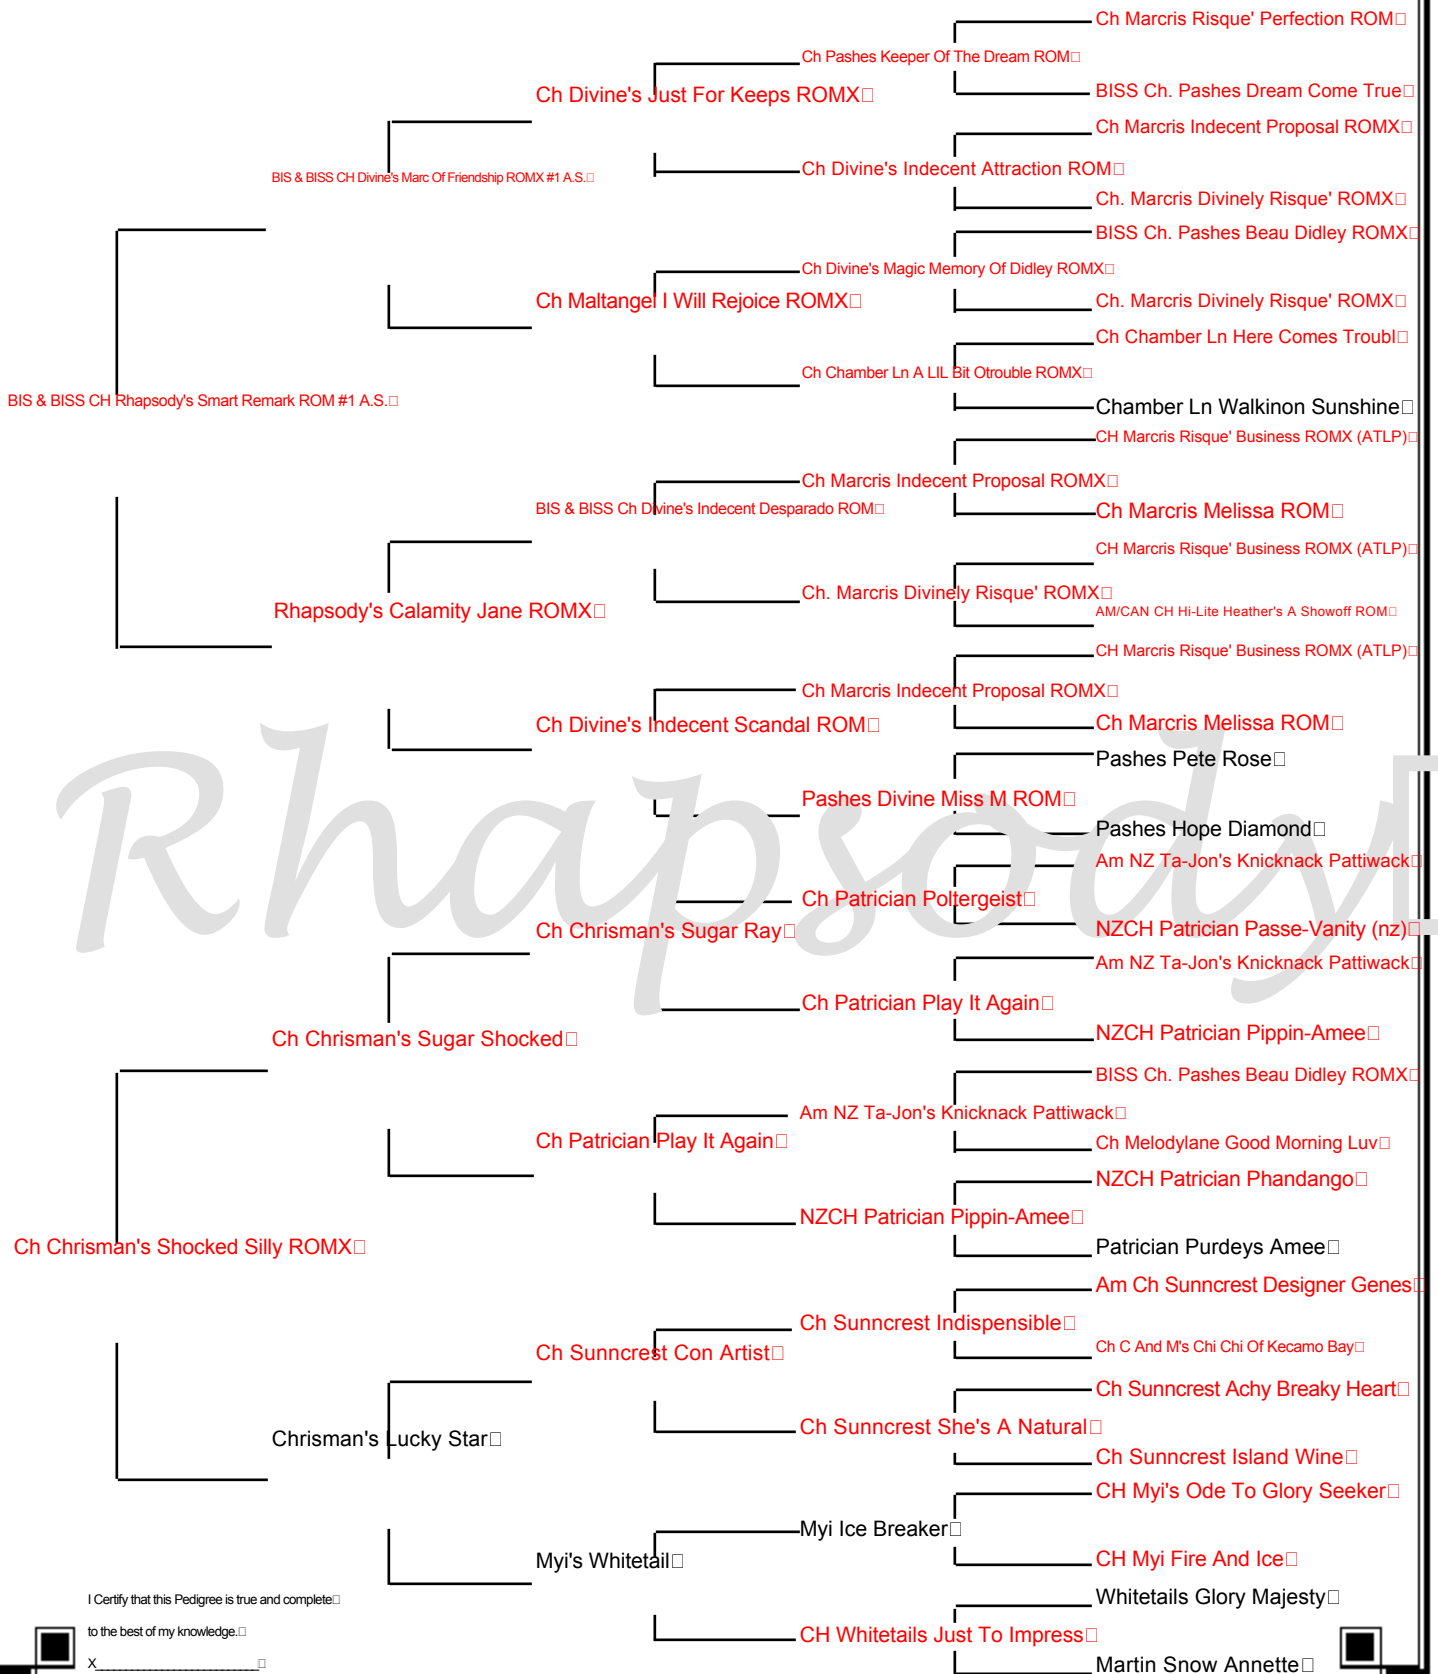 Ch Marcris Risque' Perfection ROM
Ch Pashes Keeper Of The Dream ROM
Ch Divine's Just For Keeps ROMX
BISS Ch. Pashes Dream Come True
Ch Marcris Indecent Proposal ROMX
BIS & BISS CH Divine's Marc Of Friendship ROMX #1 A.S.
Ch Divine's Indecent Attraction ROM
Ch. Marcris Divinely Risque' ROMX
BISS Ch. Pashes Beau Didley ROMX
Ch Divine's Magic Memory Of Didley ROMX
Ch Maltangel I Will Rejoice ROMX
Ch. Marcris Divinely Risque' ROMX
Ch Chamber Ln Here Comes Troubl
Ch Chamber Ln A LIL Bit Otrouble ROMX
BIS & BISS CH Rhapsody's Smart Remark ROM #1 A.S.
Chamber Ln Walkinon Sunshine
CH Marcris Risque' Business ROMX (ATLP)
Ch Marcris Indecent Proposal ROMX
BIS & BISS Ch Divine's Indecent Desparado ROM
Ch Marcris Melissa ROM
CH Marcris Risque' Business ROMX (ATLP)
Ch. Marcris Divinely Risque' ROMX
Rhapsody's Calamity Jane ROMX
AM/CAN CH Hi-Lite Heather's A Showoff ROM
CH Marcris Risque' Business ROMX (ATLP)
Ch Marcris Indecent Proposal ROMX
Ch Divine's Indecent Scandal ROM
Ch Marcris Melissa ROM
Pashes Pete Rose
Pashes Divine Miss M ROM
Pashes Hope Diamond
Rhapsody
Am NZ Ta-Jon's Knicknack Pattiwack
Ch Patrician Poltergeist
Ch Chrisman's Sugar Ray
NZCH Patrician Passe-Vanity (nz)
Am NZ Ta-Jon's Knicknack Pattiwack
Ch Patrician Play It Again
Ch Chrisman's Sugar Shocked
NZCH Patrician Pippin-Amee
BISS Ch. Pashes Beau Didley ROMX
Am NZ Ta-Jon's Knicknack Pattiwack
Ch Patrician Play It Again
Ch Melodylane Good Morning Luv
NZCH Patrician Phandango
NZCH Patrician Pippin-Amee
Ch Chrisman's Shocked Silly ROMX
Patrician Purdeys Amee
Am Ch Sunncrest Designer Genes
Ch Sunncrest Indispensible
Ch Sunncrest Con Artist
Ch C And M's Chi Chi Of Kecamo Bay
Ch Sunncrest Achy Breaky Heart
Ch Sunncrest She's A Natural
Chrisman's Lucky Star
Ch Sunncrest Island Wine
CH Myi's Ode To Glory Seeker
Myi Ice Breaker
Myi's Whitetail
CH Myi Fire And Ice
Whitetails Glory Majesty
CH Whitetails Just To Impress
Martin Snow Annette
I Certify that this Pedigree is true and complete
to the best of my knowledge.
X___________________________